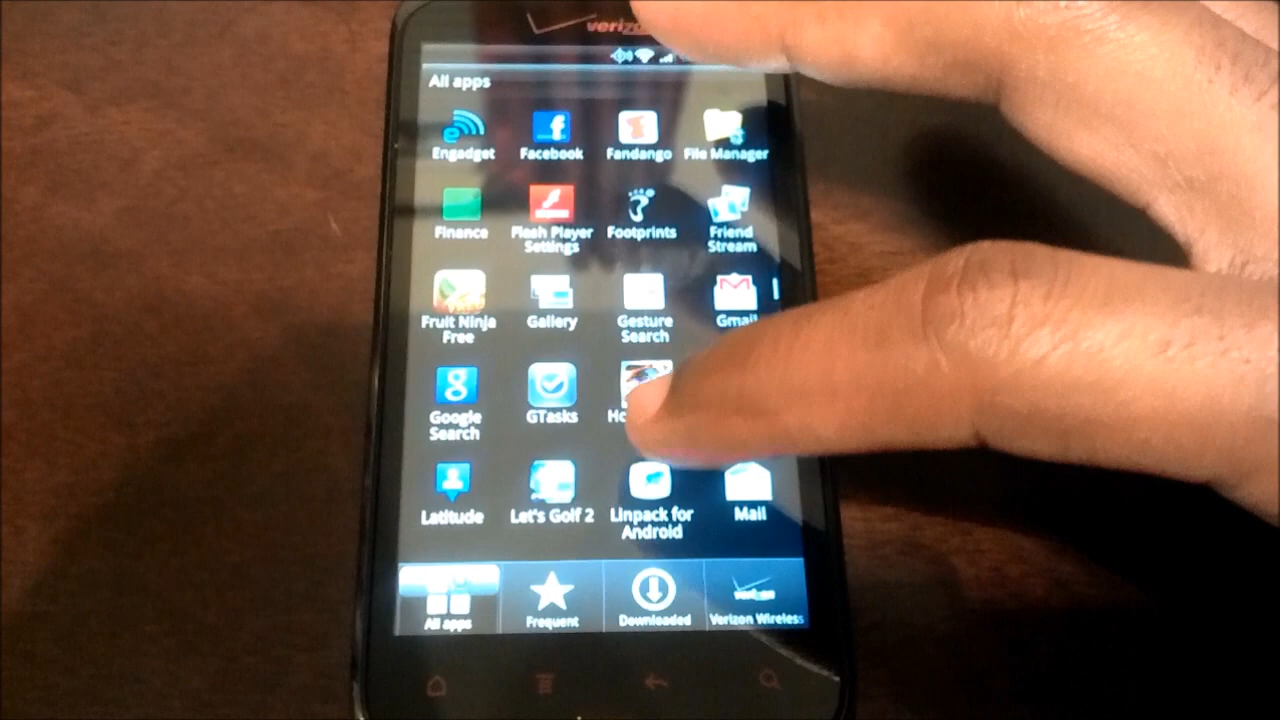 verizon
All apps
Engadget
Facebook
Fandango
File Manager
Finance
Flash Player
Settings
Footprints
Friend
Stream
Fruit Ninja
Free
Gallery
Gesture
Search
Gmail
Google
Search
GTasks
Latitude
Let's Golf 2
Linpack for
Android
Mail
All apps
Frequent
Downloaded
Verizon Wireless